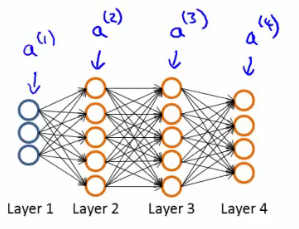 a(1) a(2) a(3) a(4)
Layer 1 Layer 2 Layer 3 Layer 4